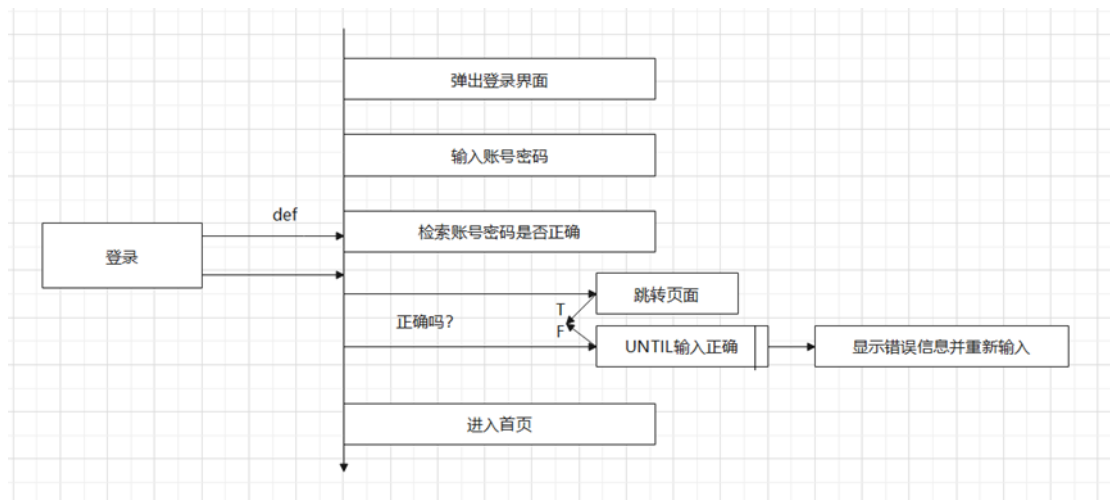 弹出登录界面
输入账号密码
def
检索账号密码是否正确
登录
跳转页面
T
正确吗？
F
UNTIL输入正确
显示错误信息并重新输入
进入首页